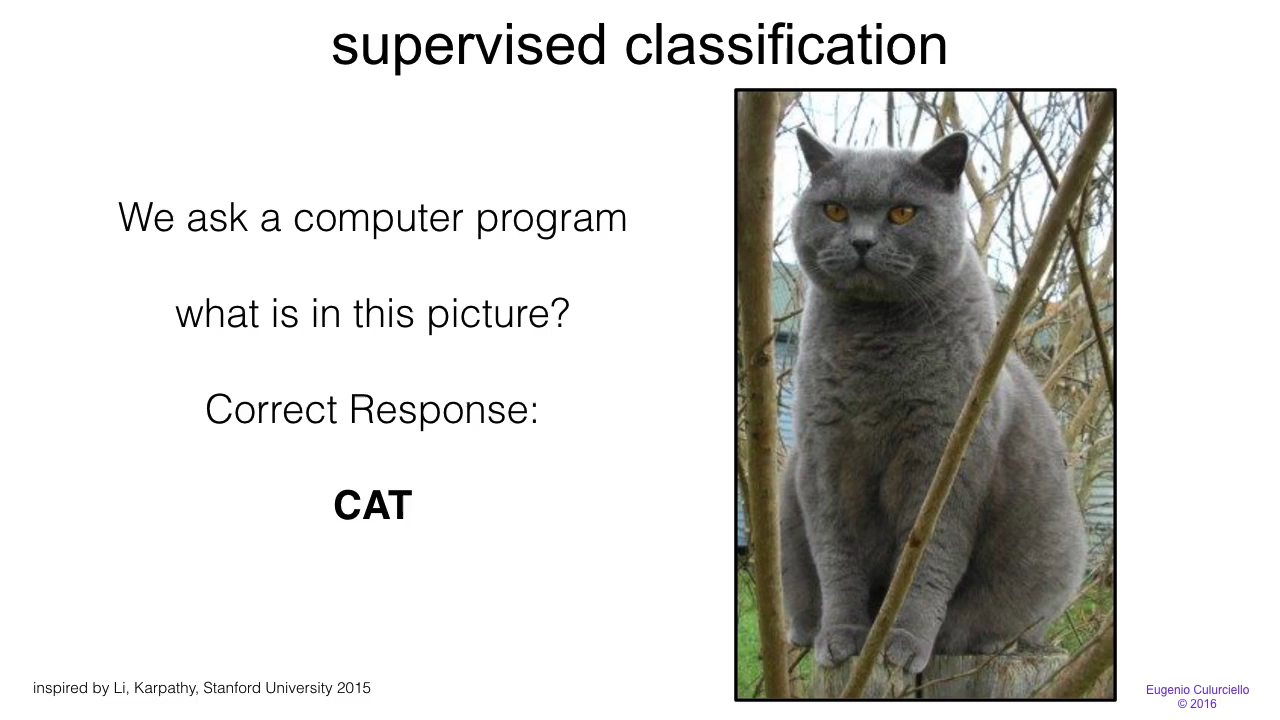 supervised classification
We ask a computer program
what is in this picture?
Correct Response:
CAT
inspired by Li, Karpathy, Stanford University 2015
Eugenio Culurciello
© 2016